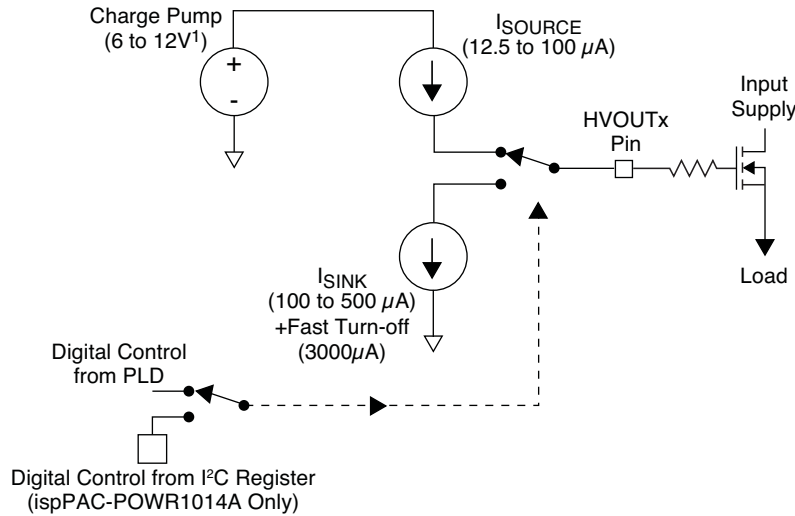 Charge Pump
(6 to 12V¹)
+
-
ISOURCE
(12.5 to 100 µA)
Input
Supply
HVOUTx
Pin
Load
ISINK
(100 to 500 µA)
+Fast Turn-off
(3000µA)
Digital Control
from PLD
Digital Control from I²C Register
(ispPAC-POWR1014A Only)